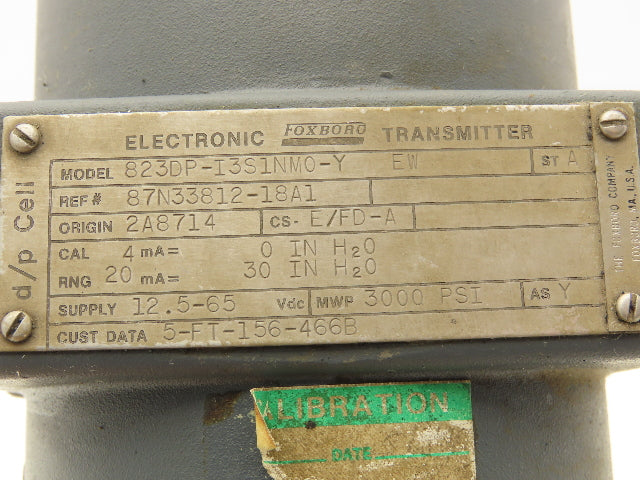 ELECTRONIC FOXBORO TRANSMITTER
d/p Cell
MODEL 823DP-I3S1NM0-Y EW ST A
REF# 87N33812-18A1
ORIGIN 2A8714 CS- E/FD-A
CAL 4 mA= 0 IN H2O
RNG 20 mA= 30 IN H2O
SUPPLY 12.5-65 Vdc MWP 3000 PSI AS Y
CUST DATA 5-FT-156-466B
THE FOXBORO COMPANY
FOXBORO, MA, U.S.A.
ALIBRATION
DATE